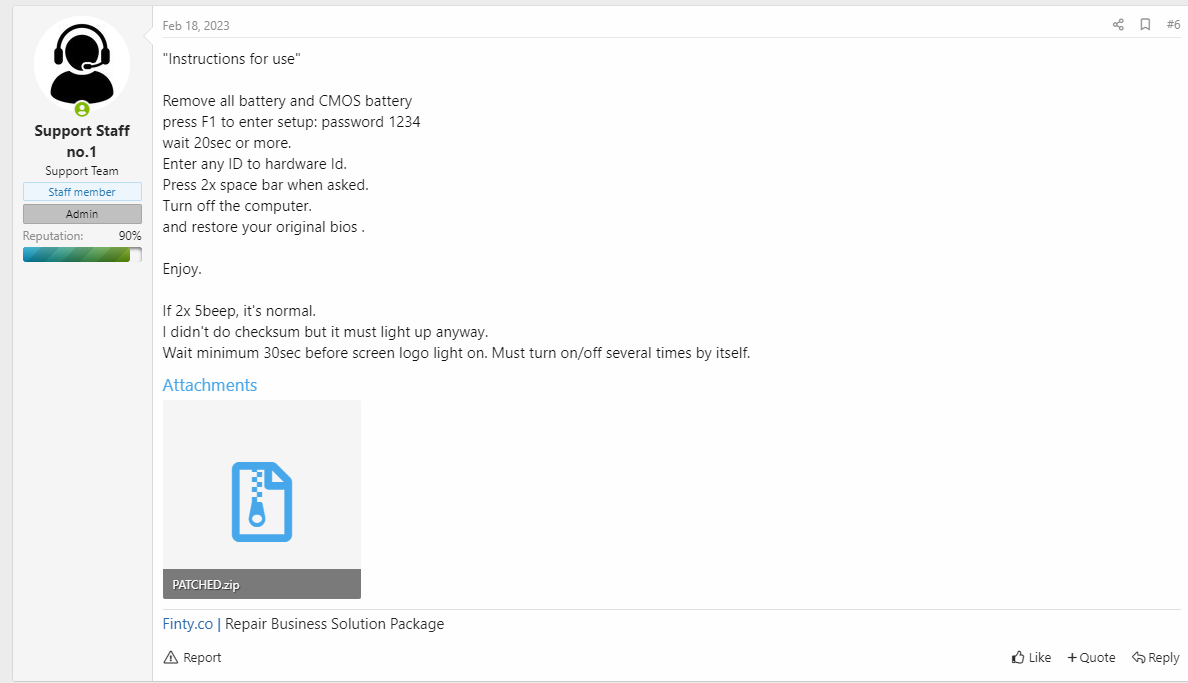 Feb 18, 2023
#6
Support Staff
no.1
Support Team
Staff member
Admin
Reputation: 90%
"Instructions for use"
Remove all battery and CMOS battery
press F1 to enter setup: password 1234
wait 20sec or more.
Enter any ID to hardware Id.
Press 2x space bar when asked.
Turn off the computer.
and restore your original bios .
Enjoy.
If 2x 5beep, it's normal.
I didn't do checksum but it must light up anyway.
Wait minimum 30sec before screen logo light on. Must turn on/off several times by itself.
Attachments
PATCHED.zip
Finty.co | Repair Business Solution Package
Report
Like + Quote Reply